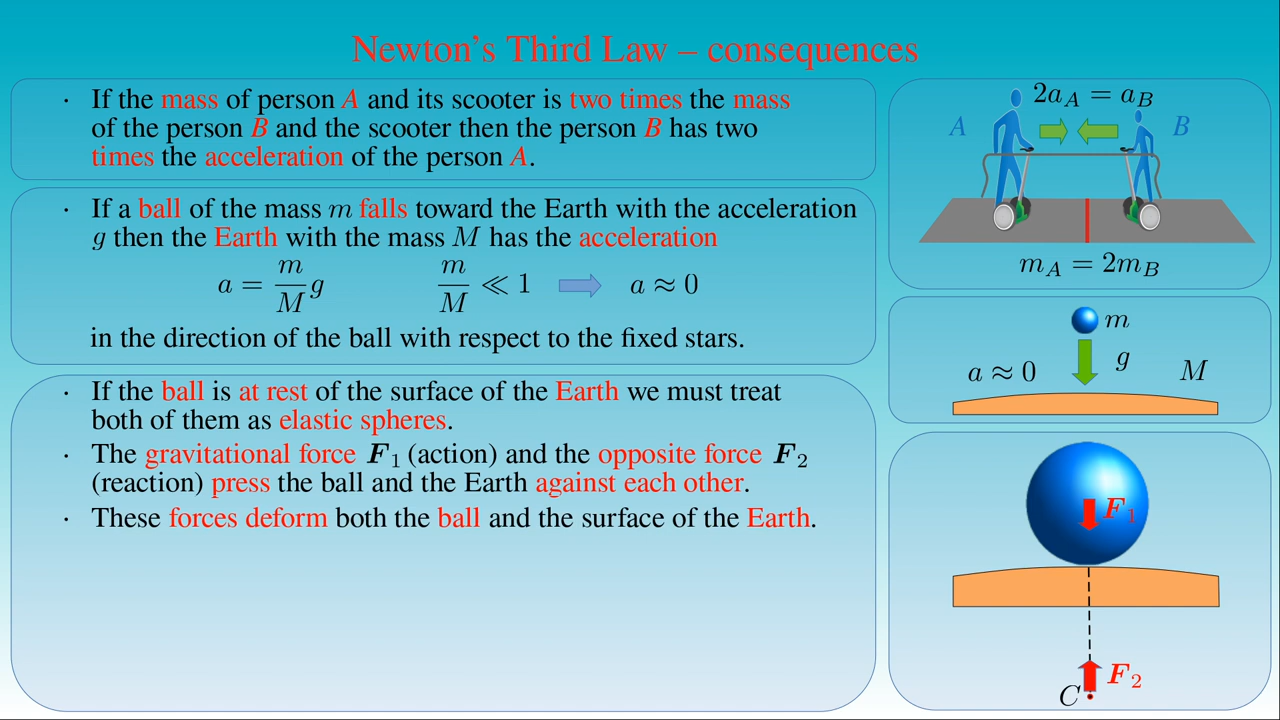 Newton's Third Law – consequences
· If the mass of person A and its scooter is two times the mass
of the person B and the scooter then the person B has two
times the acceleration of the person A.
· If a ball of the mass m falls toward the Earth with the acceleration
g then the Earth with the mass M has the acceleration
a = m/M g    m/M ≪ 1    a ≈ 0
in the direction of the ball with respect to the fixed stars.
· If the ball is at rest of the surface of the Earth we must treat
both of them as elastic spheres.
· The gravitational force F₁ (action) and the opposite force F₂
(reaction) press the ball and the Earth against each other.
· These forces deform both the ball and the surface of the Earth.
2a_A = a_B
A B
m_A = 2m_B
m
g
a ≈ 0 M
F₁
F₂
C